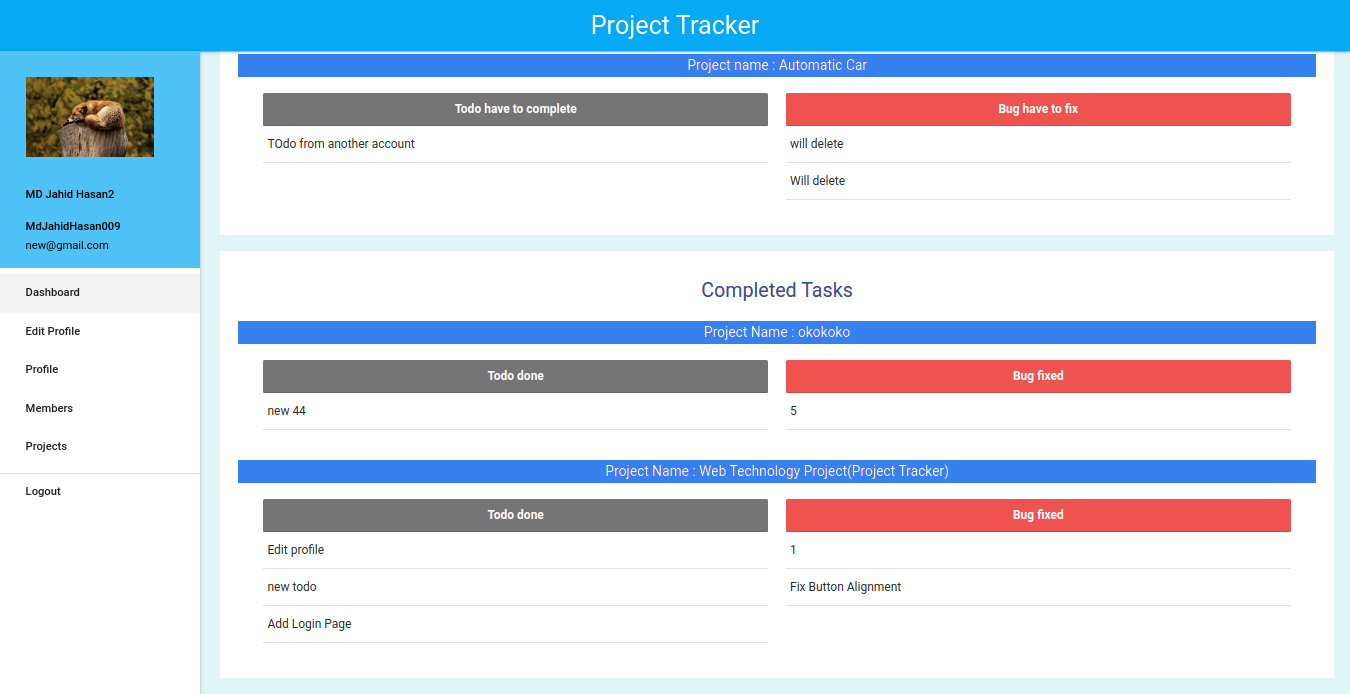 Project Tracker
MD Jahid Hasan2
MdJahidHasan009
new@gmail.com
Dashboard
Edit Profile
Profile
Members
Projects
Logout
Project name : Automatic Car
Todo have to complete
TOdo from another account
Bug have to fix
will delete
Will delete
Completed Tasks
Project Name : okokoko
Todo done
new 44
Bug fixed
5
Project Name : Web Technology Project(Project Tracker)
Todo done
Edit profile
new todo
Add Login Page
Bug fixed
1
Fix Button Alignment